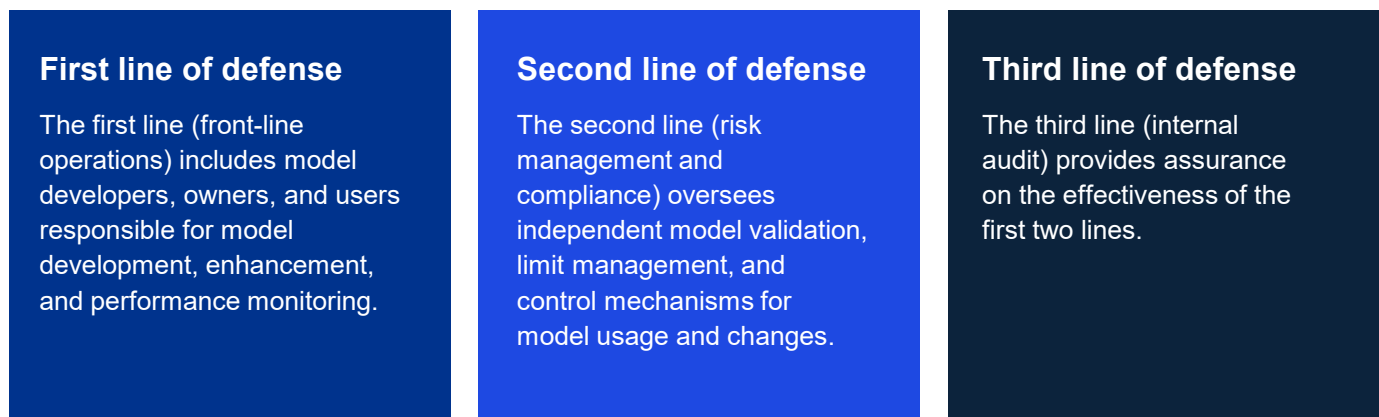 First line of defense
The first line (front-line
operations) includes model
developers, owners, and users
responsible for model
development, enhancement,
and performance monitoring.
Second line of defense
The second line (risk
management and
compliance) oversees
independent model validation,
limit management, and
control mechanisms for
model usage and changes.
Third line of defense
The third line (internal
audit) provides assurance
on the effectiveness of the
first two lines.